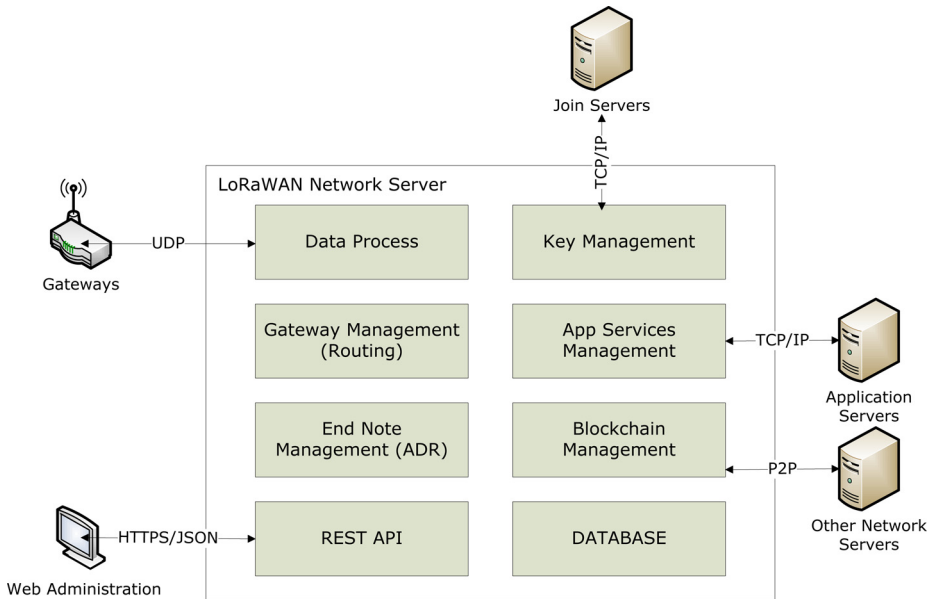 Join Servers
TCP/IP
LoRaWAN Network Server
Gateways
UDP
Data Process
Key Management
Gateway Management
(Routing)
App Services
Management
TCP/IP
Application
Servers
End Note
Management (ADR)
Blockchain
Management
P2P
Other Network
Servers
Web Administration
HTTPS/JSON
REST API
DATABASE